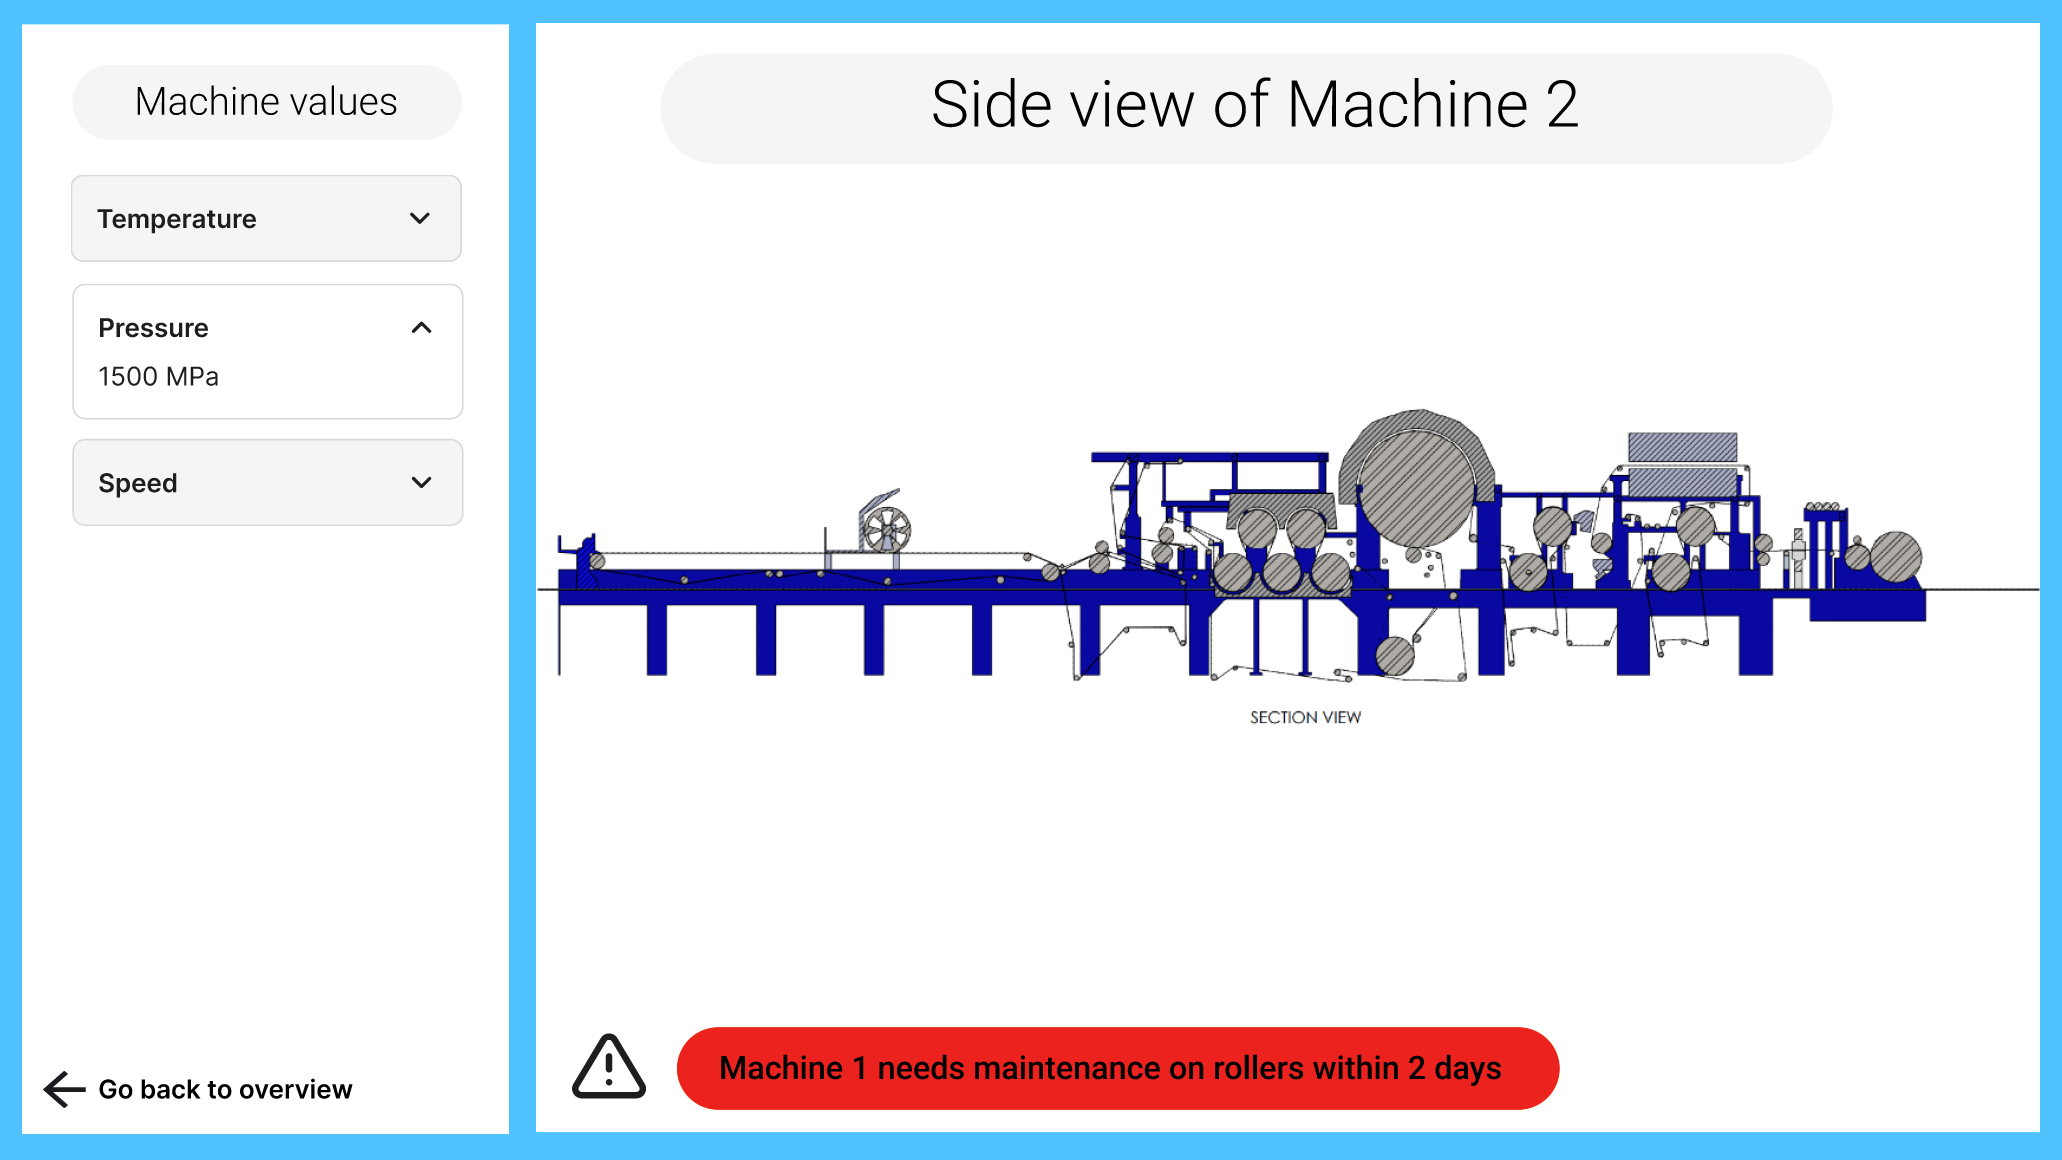 Machine values
Temperature
Pressure
1500 MPa
Speed
Go back to overview
Side view of Machine 2
SECTION VIEW
Machine 1 needs maintenance on rollers within 2 days